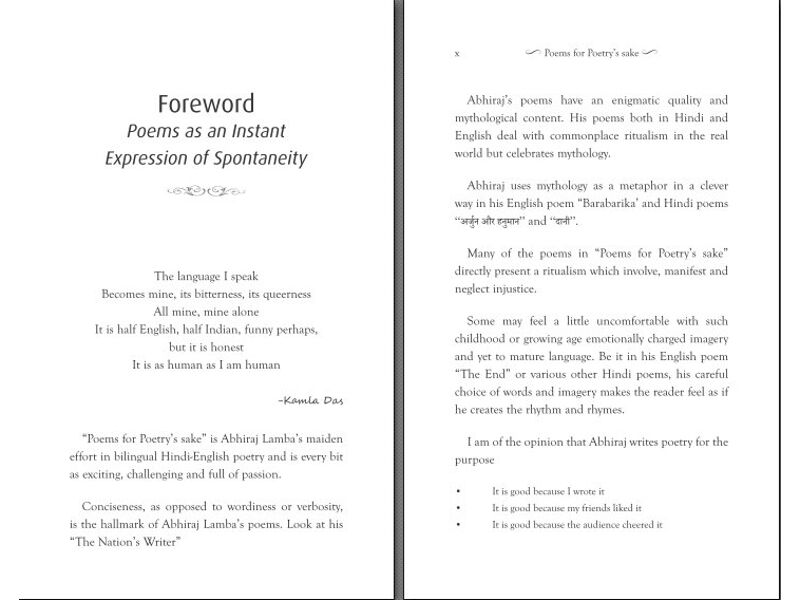 Foreword
Poems as an Instant
Expression of Spontaneity
The language I speak
Becomes mine, its bitterness, its queerness
All mine, mine alone
It is half English, half Indian, funny perhaps,
but it is honest
It is as human as I am human
-Kamla Das
“Poems for Poetry’s sake” is Abhiraj Lamba’s maiden
effort in bilingual Hindi-English poetry and is every bit
as exciting, challenging and full of passion.
Conciseness, as opposed to wordiness or verbosity,
is the hallmark of Abhiraj Lamba’s poems. Look at his
“The Nation’s Writer”
x Poems for Poetry’s sake
Abhiraj’s poems have an enigmatic quality and
mythological content. His poems both in Hindi and
English deal with commonplace ritualism in the real
world but celebrates mythology.
Abhiraj uses mythology as a metaphor in a clever
way in his English poem “Barabarika’ and Hindi poems
“अर्जुन और हनुमान” and “दानी”.
Many of the poems in “Poems for Poetry’s sake”
directly present a ritualism which involve, manifest and
neglect injustice.
Some may feel a little uncomfortable with such
childhood or growing age emotionally charged imagery
and yet to mature language. Be it in his English poem
“The End” or various other Hindi poems, his careful
choice of words and imagery makes the reader feel as if
he creates the rhythm and rhymes.
I am of the opinion that Abhiraj writes poetry for the
purpose
• It is good because I wrote it
• It is good because my friends liked it
• It is good because the audience cheered it